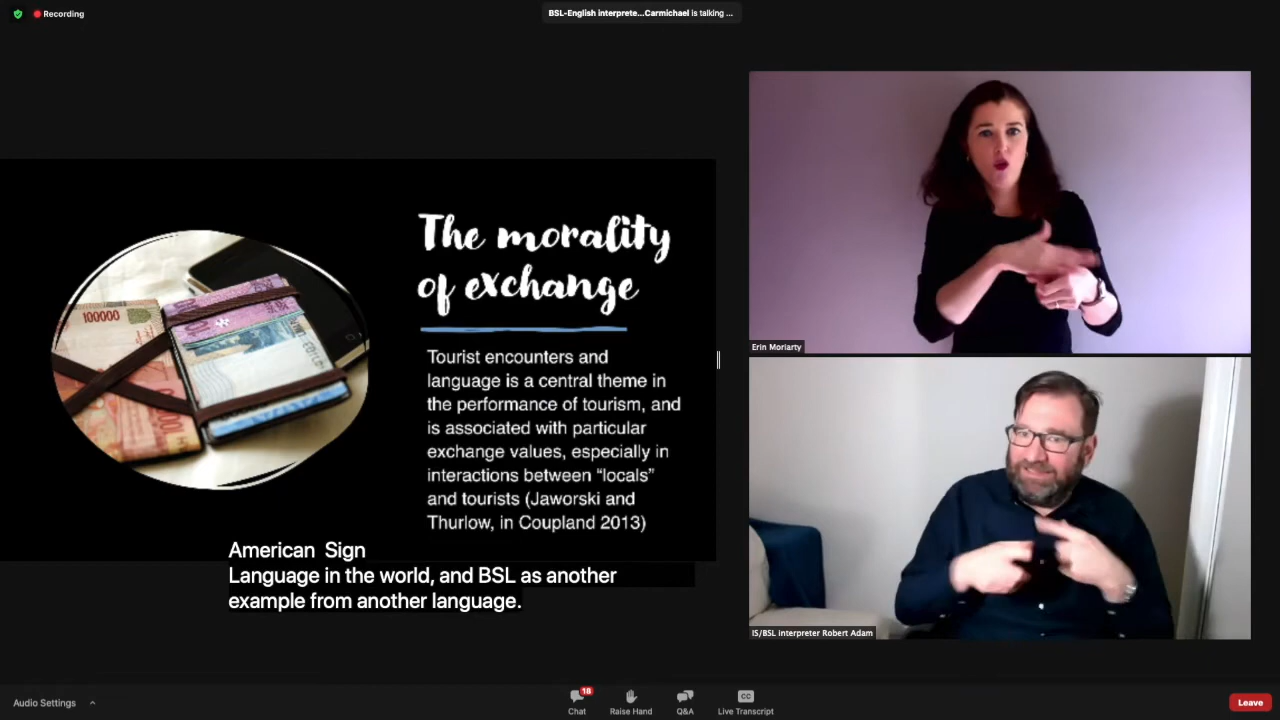 Recording
BSL-English interprete...Carmichael is talking ...
The morality
of exchange
100000
Tourist encounters and
language is a central theme in
the performance of tourism, and
is associated with particular
exchange values, especially in
interactions between “locals”
and tourists (Jaworski and
Thurlow, in Coupland 2013)
American Sign
Language in the world, and BSL as another
example from another language.
Erin Moriarty
IS/BSL interpreter Robert Adam
Audio Settings
18
CC
Chat
Raise Hand
Q&A
Live Transcript
Leave